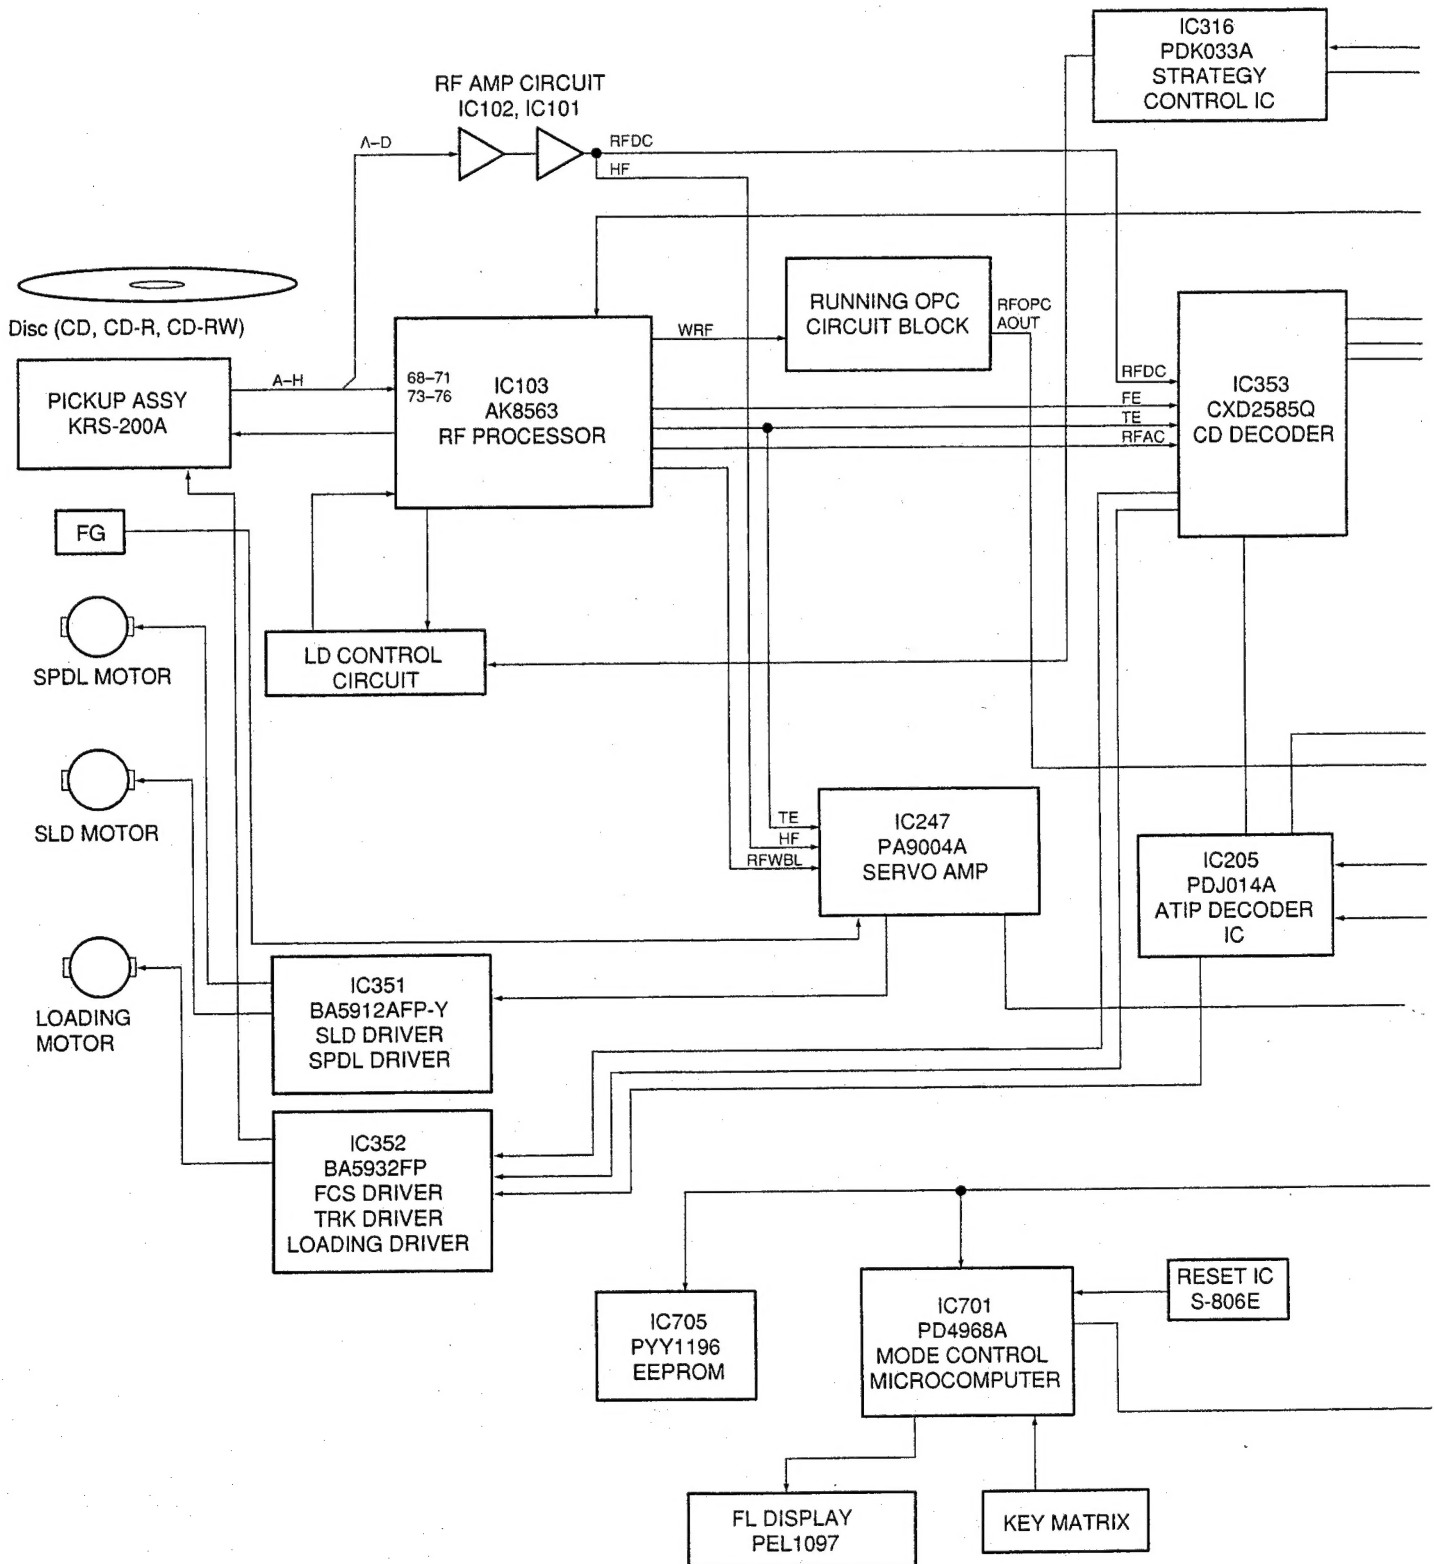 IC316
PDK033A
STRATEGY
CONTROL IC
RF AMP CIRCUIT
IC102, IC101
A–D
RFDC
HF
Disc (CD, CD-R, CD-RW)
PICKUP ASSY
KRS-200A
A–H
68–71
73–76
IC103
AK8563
RF PROCESSOR
WRF
RUNNING OPC
CIRCUIT BLOCK
RFOPC
AOUT
RFDC
FE
TE
RFAC
IC353
CXD2585Q
CD DECODER
FG
SPDL MOTOR
LD CONTROL
CIRCUIT
SLD MOTOR
TE
HF
RFWBL
IC247
PA9004A
SERVO AMP
IC205
PDJ014A
ATIP DECODER
IC
LOADING
MOTOR
IC351
BA5912AFP-Y
SLD DRIVER
SPDL DRIVER
IC352
BA5932FP
FCS DRIVER
TRK DRIVER
LOADING DRIVER
IC705
PYY1196
EEPROM
IC701
PD4968A
MODE CONTROL
MICROCOMPUTER
RESET IC
S-806E
FL DISPLAY
PEL1097
KEY MATRIX